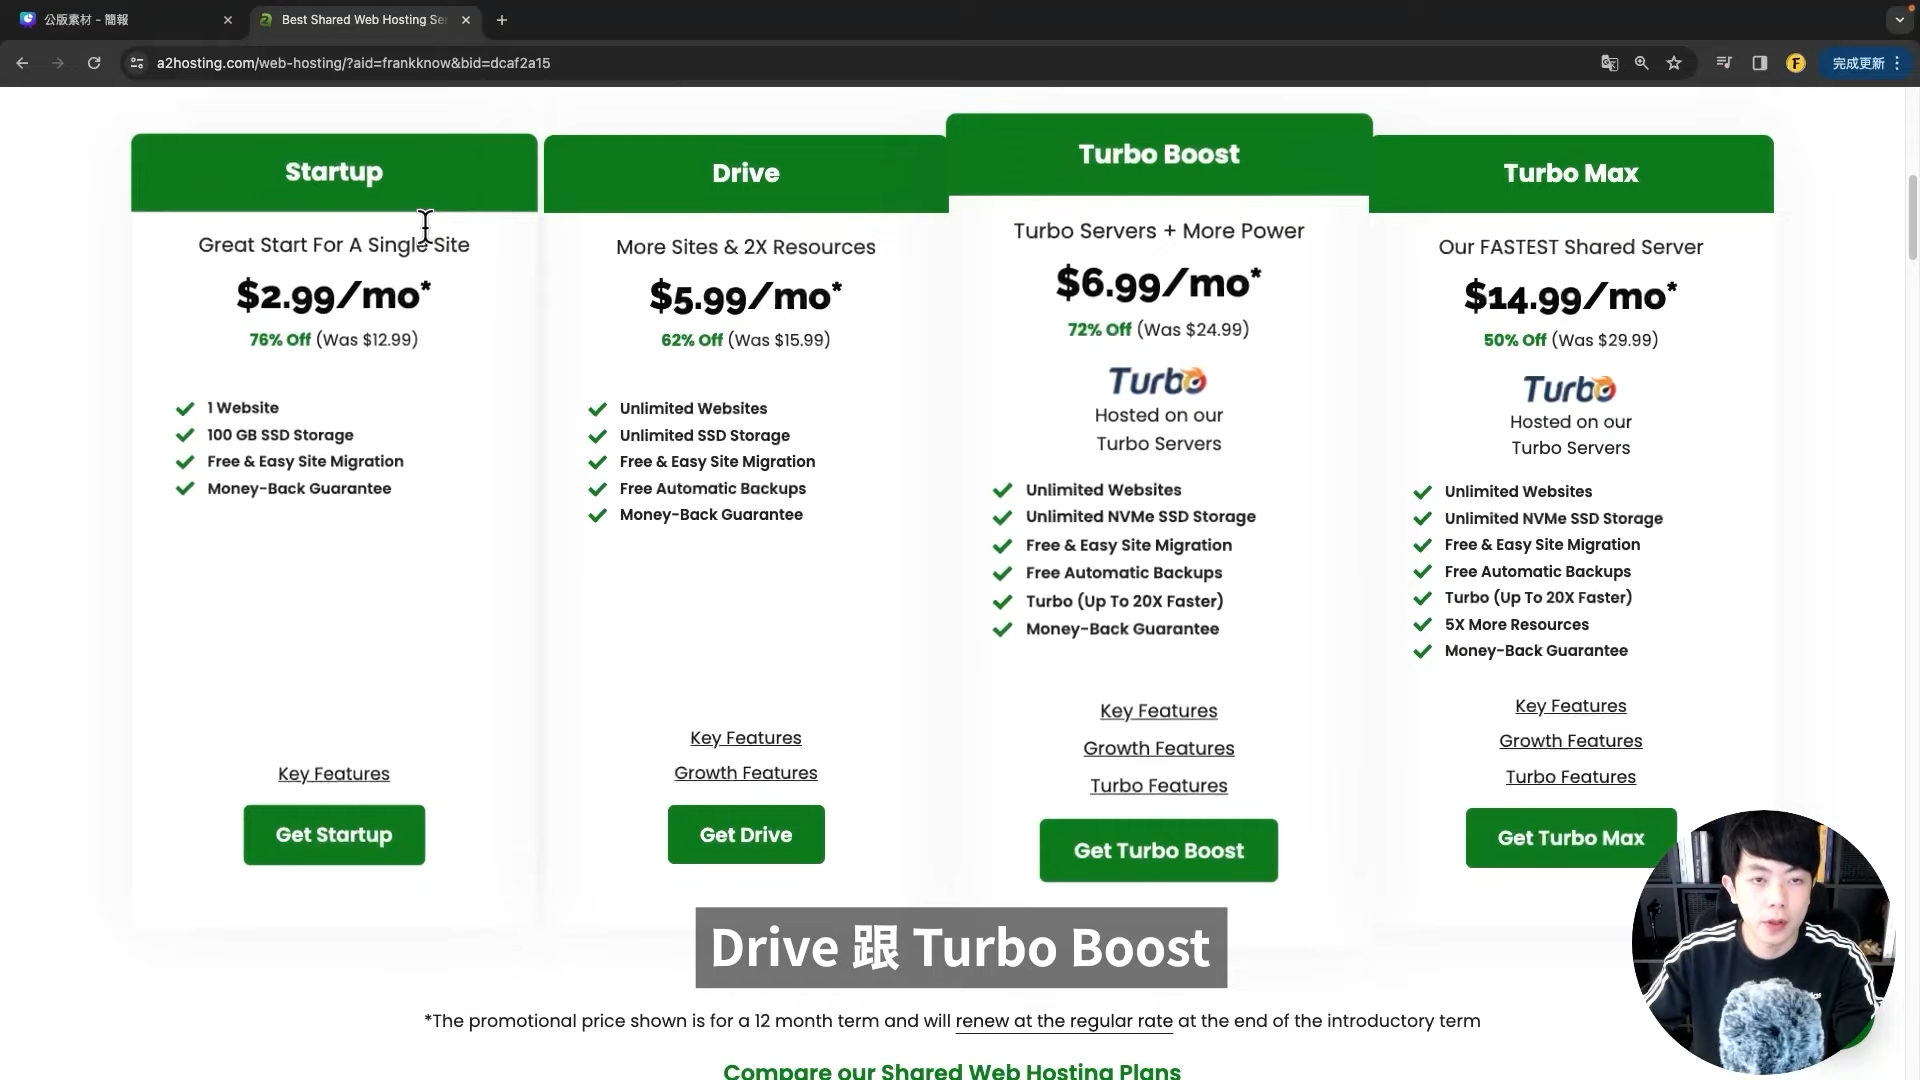 公版素材 - 簡報
Best Shared Web Hosting Se
a2hosting.com/web-hosting/?aid=frankknow&bid=dcaf2a15
F
完成更新
Startup
Great Start For A Single Site
$2.99/mo*
76% Off (Was $12.99)
1 Website
100 GB SSD Storage
Free & Easy Site Migration
Money-Back Guarantee
Key Features
Get Startup
Drive
More Sites & 2X Resources
$5.99/mo*
62% Off (Was $15.99)
Unlimited Websites
Unlimited SSD Storage
Free & Easy Site Migration
Free Automatic Backups
Money-Back Guarantee
Key Features
Growth Features
Get Drive
Turbo Boost
Turbo Servers + More Power
$6.99/mo*
72% Off (Was $24.99)
Turbo
Hosted on our
Turbo Servers
Unlimited Websites
Unlimited NVMe SSD Storage
Free & Easy Site Migration
Free Automatic Backups
Turbo (Up To 20X Faster)
Money-Back Guarantee
Key Features
Growth Features
Turbo Features
Get Turbo Boost
Turbo Max
Our FASTEST Shared Server
$14.99/mo*
50% Off (Was $29.99)
Turbo
Hosted on our
Turbo Servers
Unlimited Websites
Unlimited NVMe SSD Storage
Free & Easy Site Migration
Free Automatic Backups
Turbo (Up To 20X Faster)
5X More Resources
Money-Back Guarantee
Key Features
Growth Features
Turbo Features
Get Turbo Max
Drive 跟 Turbo Boost
*The promotional price shown is for a 12 month term and will renew at the regular rate at the end of the introductory term
Compare our Shared Web Hosting Plans